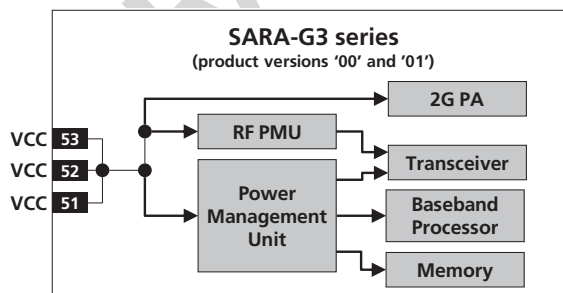 SARA-G3 series
(product versions '00' and '01')
2G PA
VCC 53
RF PMU
VCC 52
Transceiver
VCC 51
Power
Management
Unit
Baseband
Processor
Memory